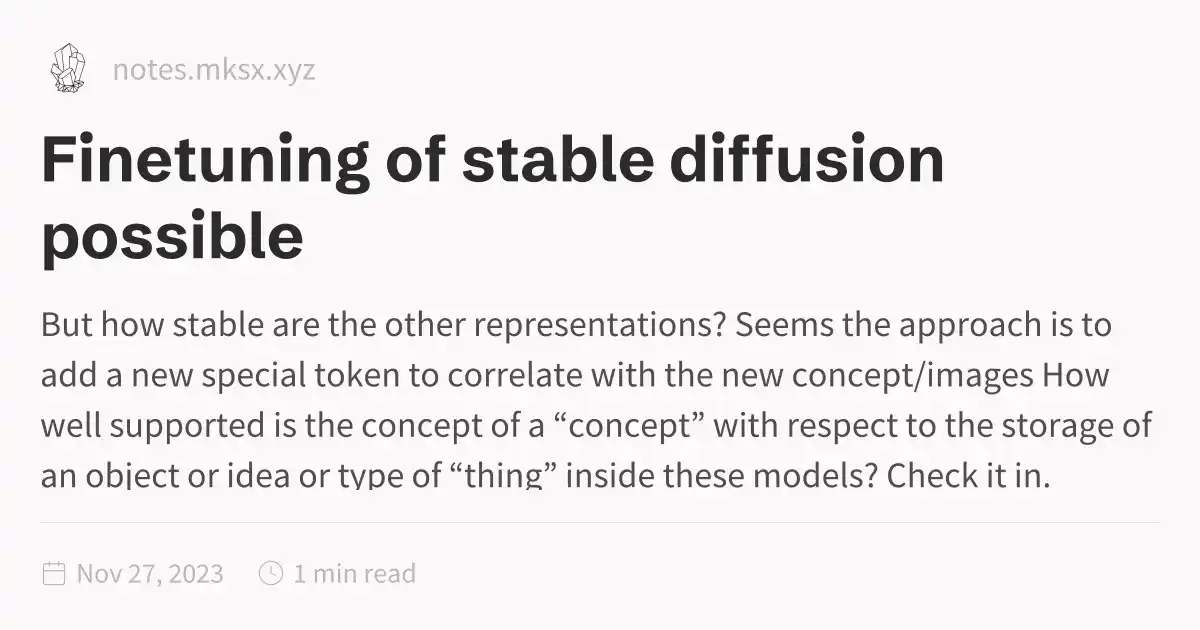 notes.mksx.xyz
Finetuning of stable diffusion
possible
But how stable are the other representations? Seems the approach is to
add a new special token to correlate with the new concept/images How
well supported is the concept of a “concept” with respect to the storage of
an object or idea or type of “thing” inside these models? Check it in.
Nov 27, 2023
1 min read